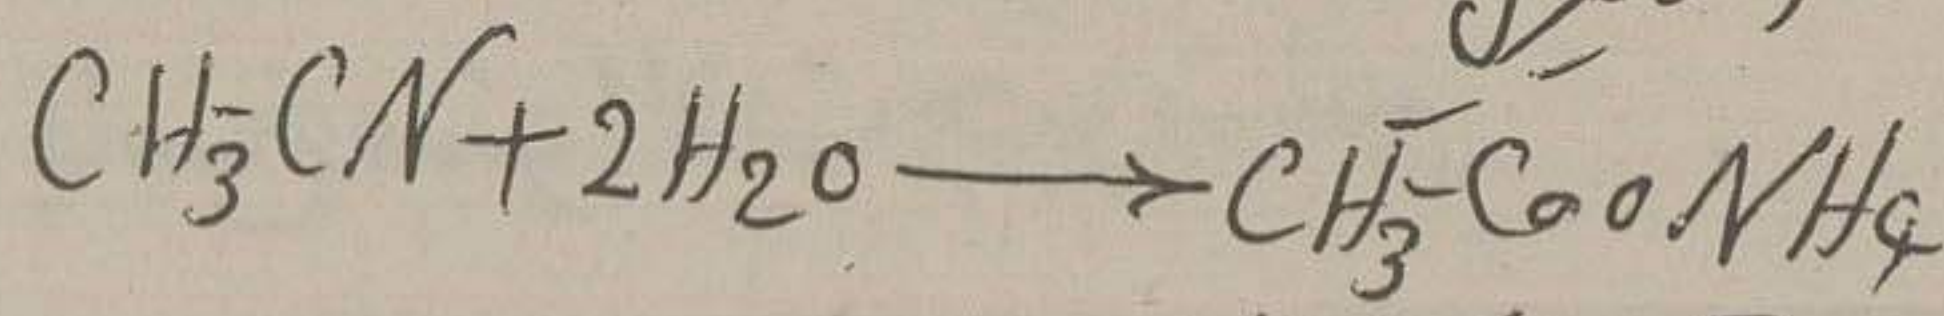 CH3-CN + 2H2O → CH3-COONH4